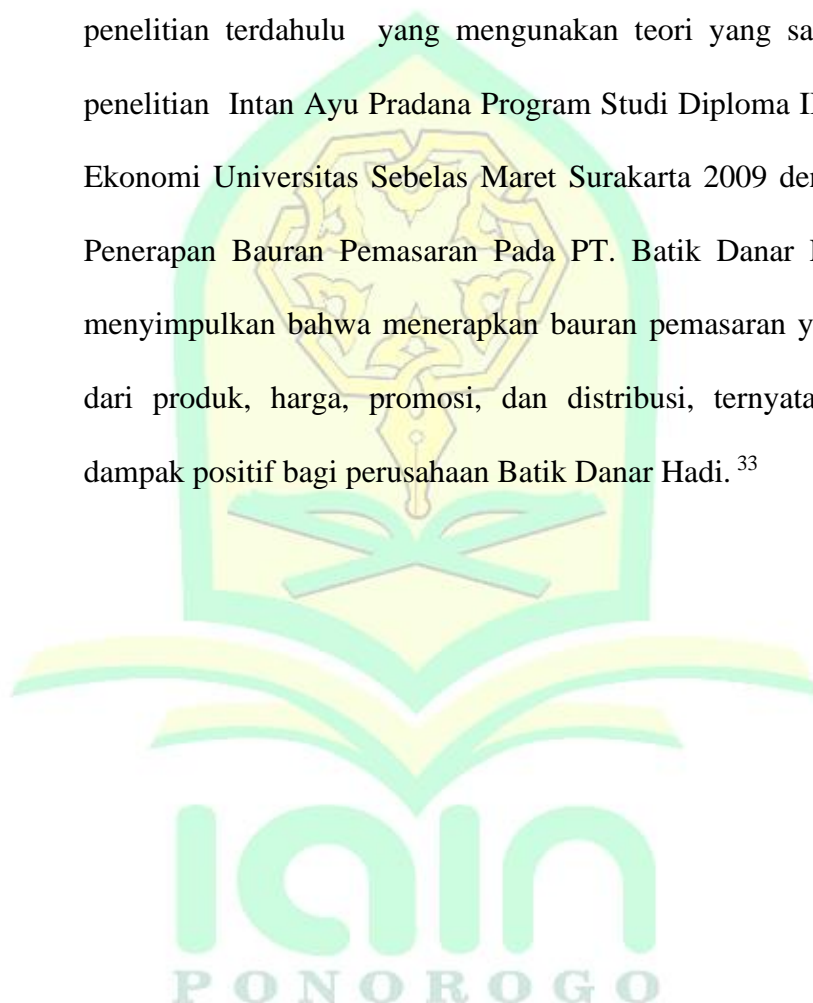 penelitian terdahulu yang mengunakan teori yang
penelitian Intan Ayu Pradana Program Studi Diploma
Ekonomi Universitas Sebelas Maret Surakarta 2009
Penerapan Bauran Pemasaran Pada PT. Batik Danar
menyimpulkan bahwa menerapkan bauran pemasaran
dari produk, harga, promosi, dan distribusi, ternyata
dampak positif bagi perusahaan Batik Danar Hadi. 33
iain
PONOROGO